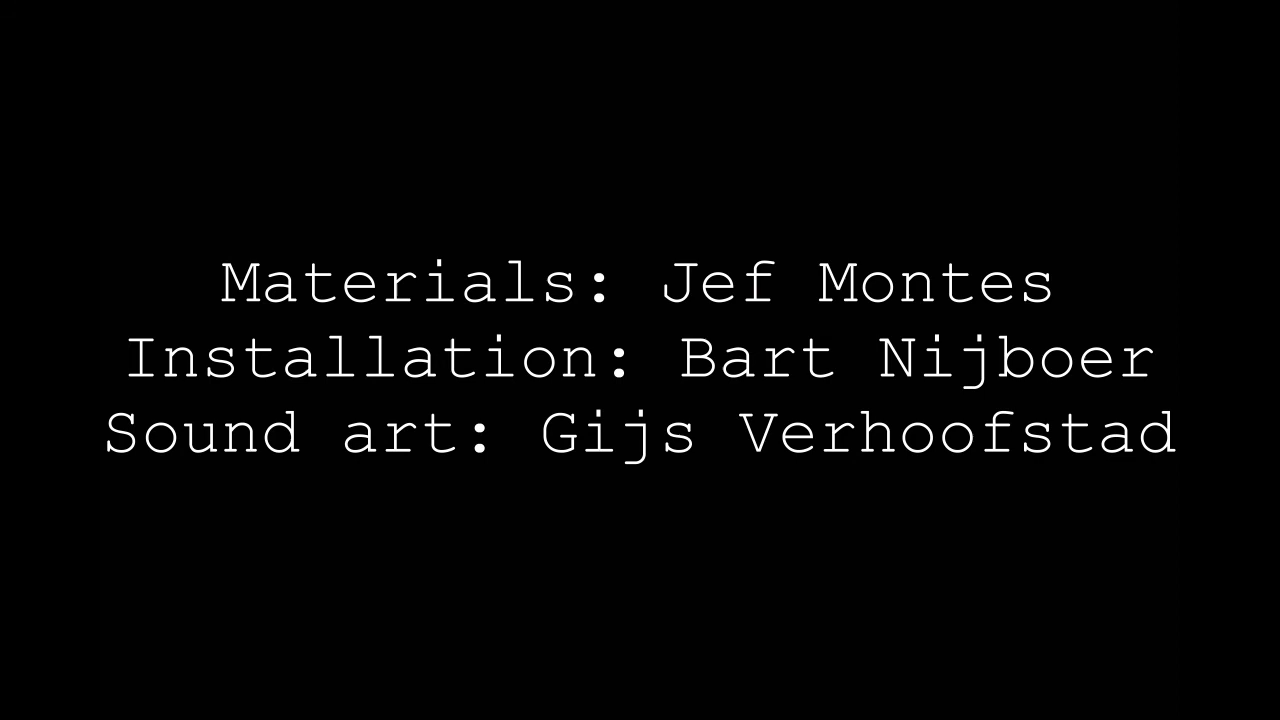 Materials: Jef Montes
Installation: Bart Nijboer
Sound art: Gijs Verhoofstad